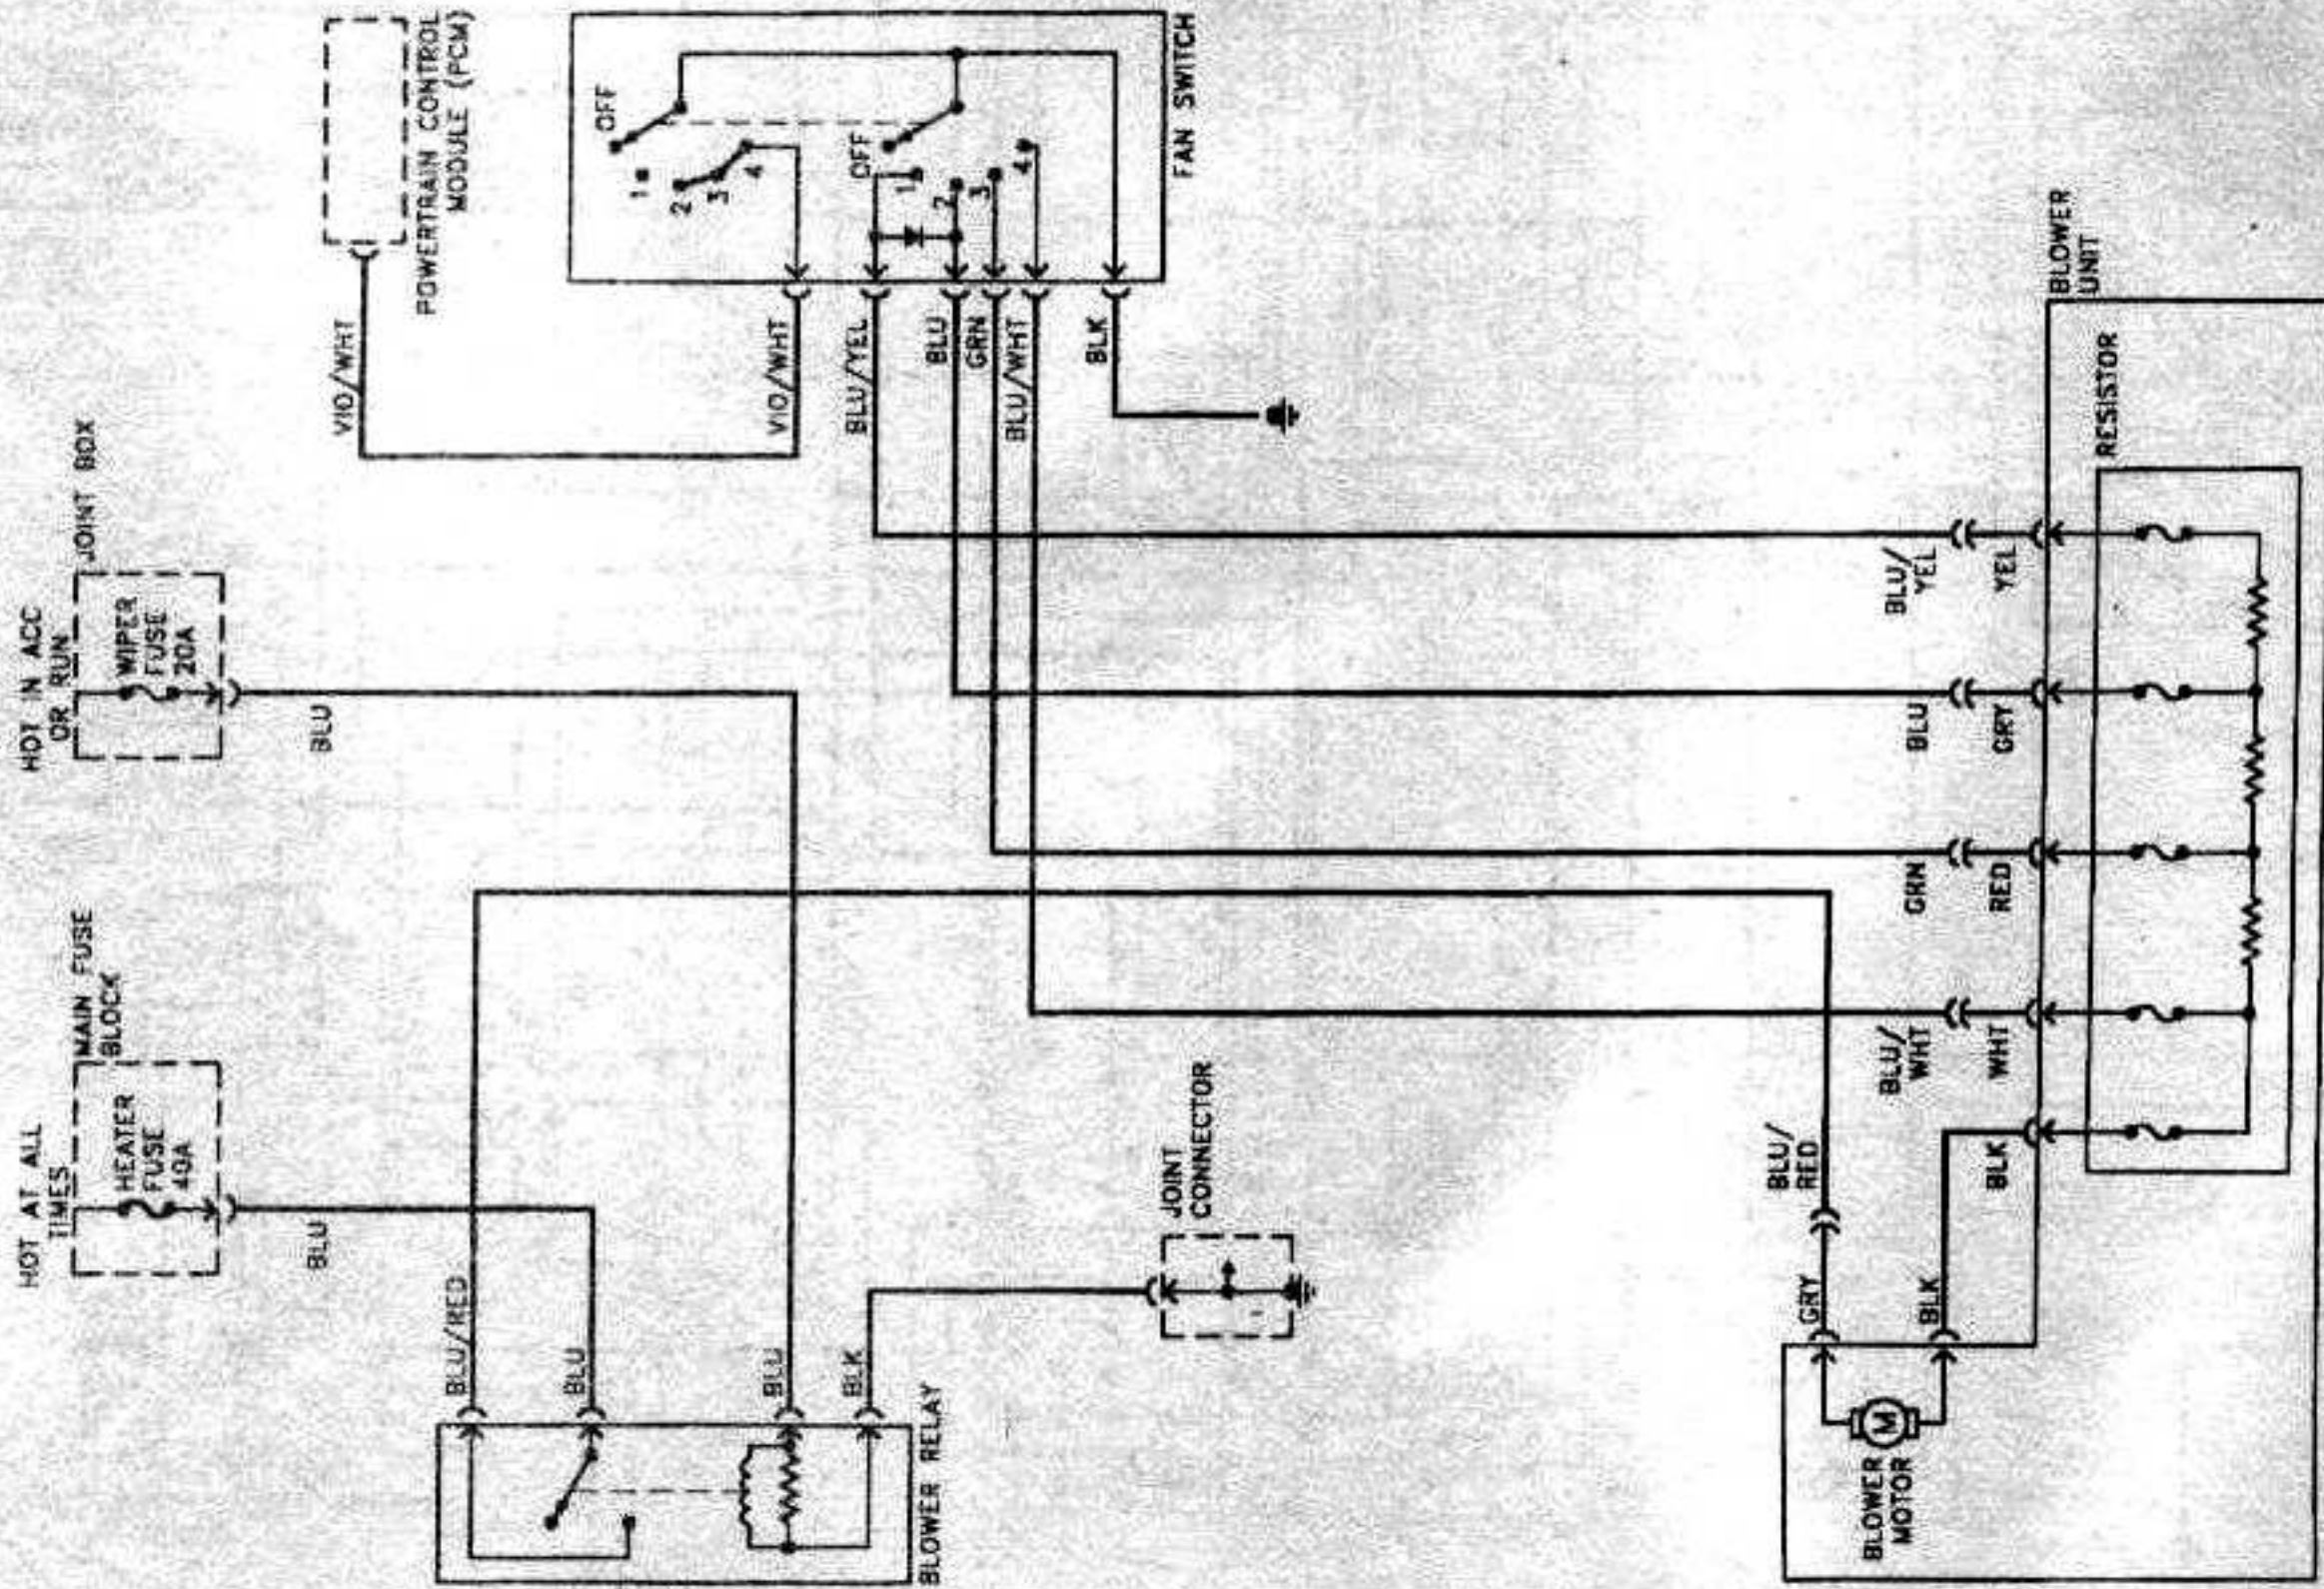 HOT AT ALL
TIMES
HEATER
FUSE
40A
MAIN FUSE
BLOCK
BLU
HOT IN ACC
OR RUN
WIPER
FUSE
20A
JOINT BOX
BLU
VIO/WHT
POWERTRAIN CONTROL
MODULE (PCM)
BLU/RED
BLU
BLU
BLK
BLOWER RELAY
OFF
1
2
3
4
OFF
1
2
3
4
VIO/WHT
BLU/YEL
BLU
GRN
BLU/WHT
BLK
FAN SWITCH
JOINT
CONNECTOR
BLU/
RED
GRY
BLK
BLOWER
MOTOR
M
BLU/
WHT
GRN
BLU
BLU/
YEL
BLK
WHT
RED
GRY
YEL
BLOWER
UNIT
RESISTOR